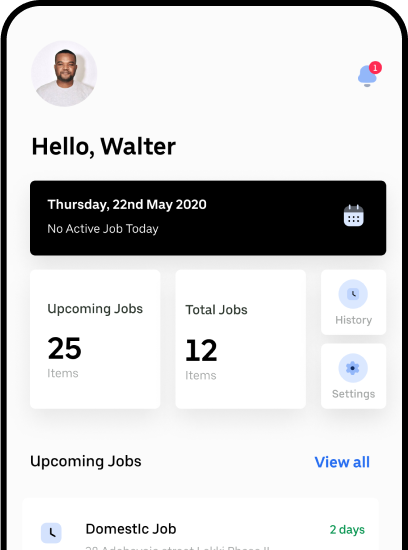 1
Hello, Walter
Thursday, 22nd May 2020
No Active Job Today
Upcoming Jobs
25
Items
Total Jobs
12
Items
History
Settings
Upcoming Jobs
View all
Domestic Job
2 days